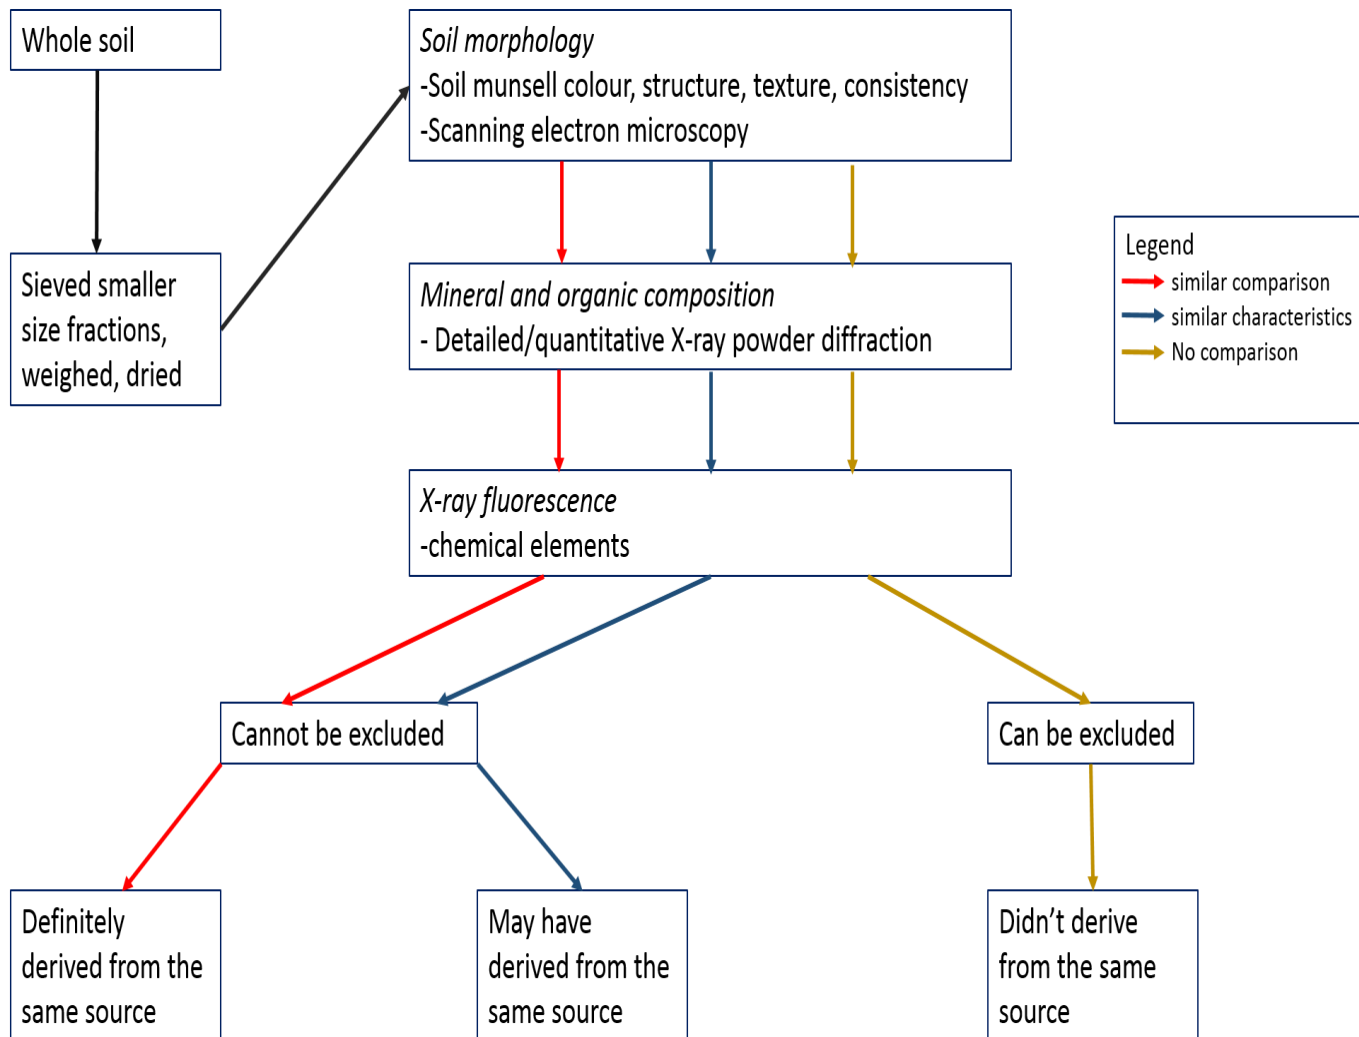 Whole soil
Sieved smaller
size fractions,
weighed, dried
Soil morphology
-Soil munsell colour, structure, texture, consistency
-Scanning electron microscopy
Mineral and organic composition
- Detailed/quantitative X-ray powder diffraction
X-ray fluorescence
-chemical elements
Legend
similar comparison
similar characteristics
No comparison
Cannot be excluded
Can be excluded
Definitely
derived from the
same source
May have
derived from the
same source
Didn’t derive
from the same
source